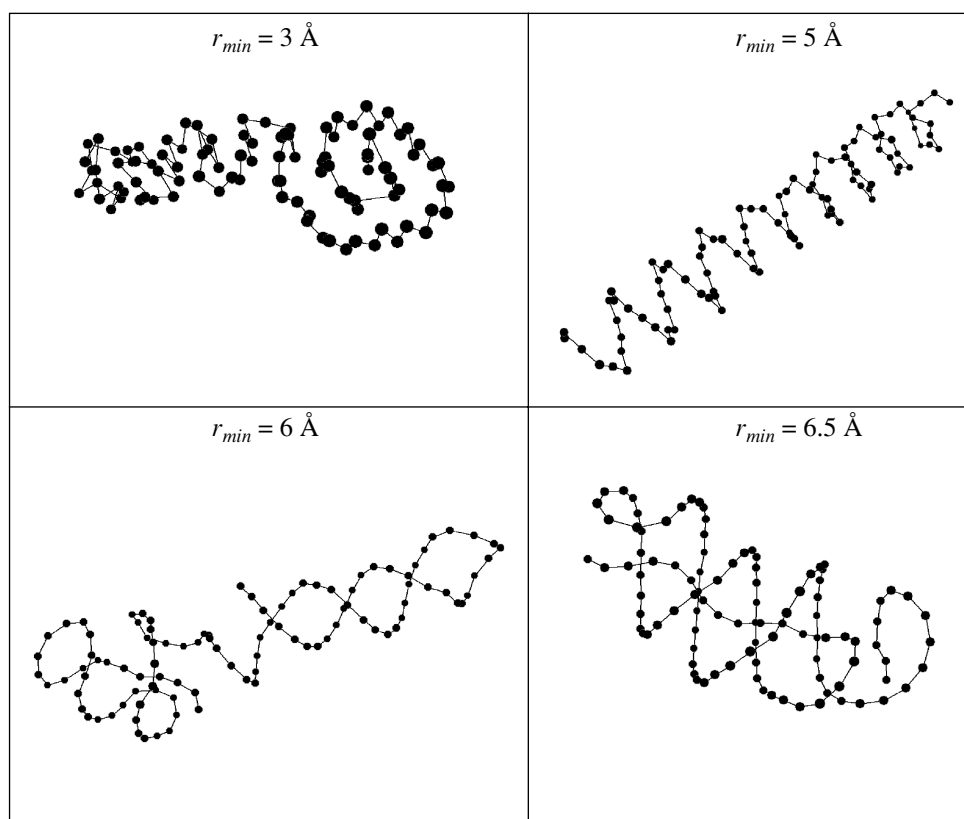 r_min = 3 Å
r_min = 5 Å
r_min = 6 Å
r_min = 6.5 Å